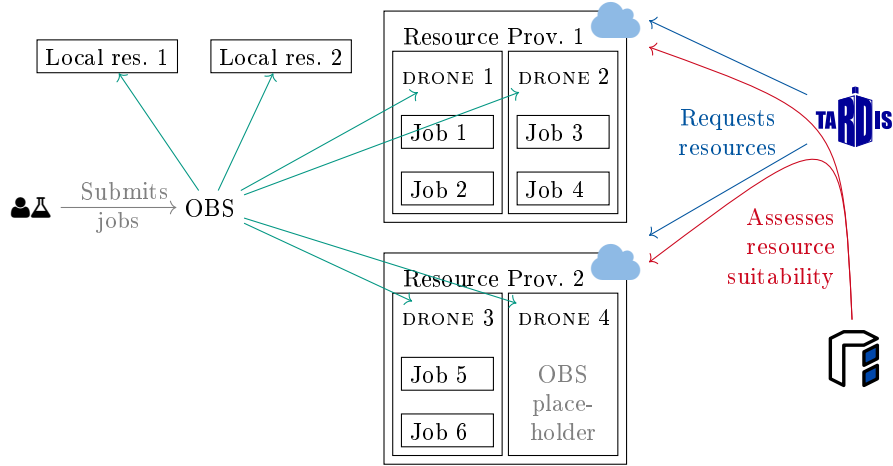 Resource Prov. 1
Local res. 1
Local res. 2
DRONE 1
DRONE 2
Job 1
Job 3
Job 2
Job 4
TARDIS
Requests
resources
Submits
jobs
OBS
Assesses
resource
suitability
Resource Prov. 2
DRONE 3
DRONE 4
Job 5
Job 6
OBS
place-
holder